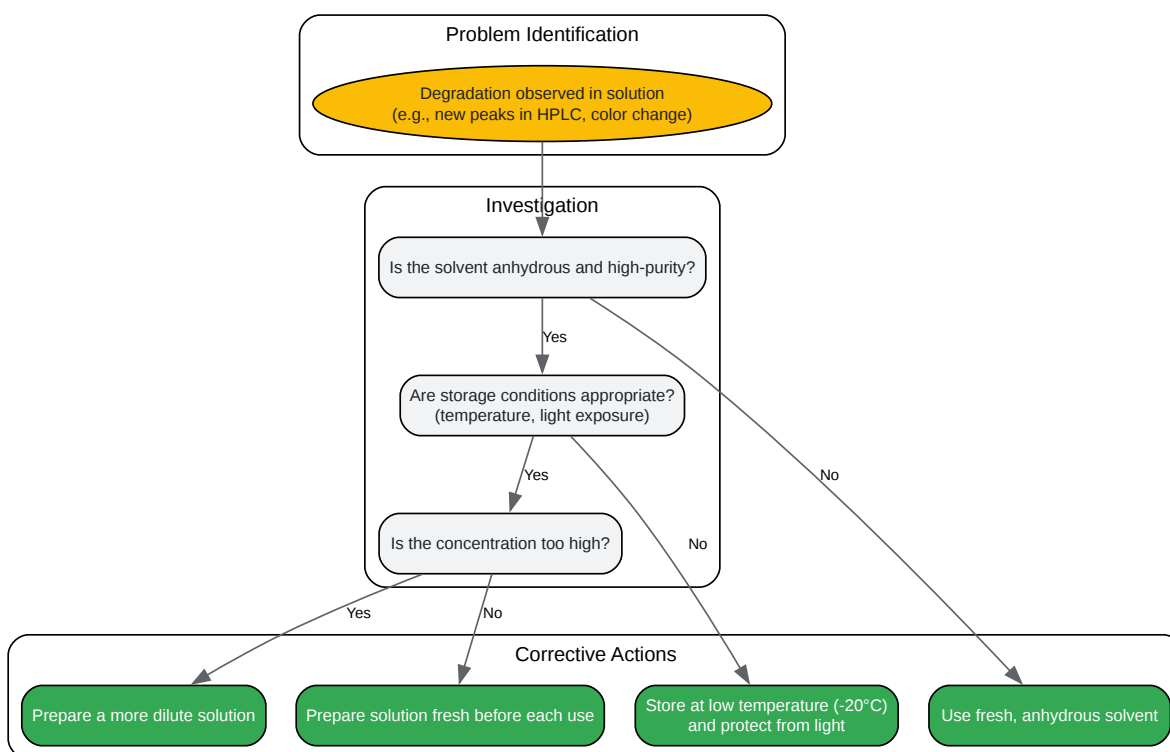 Problem Identification
Degradation observed in solution
(e.g., new peaks in HPLC, color change)
Investigation
Is the solvent anhydrous and high-purity?
Yes
Are storage conditions appropriate?
(temperature, light exposure)
Yes
No
Is the concentration too high?
No
Yes
No
Corrective Actions
Prepare a more dilute solution
Prepare solution fresh before each use
Store at low temperature (-20°C)
and protect from light
Use fresh, anhydrous solvent